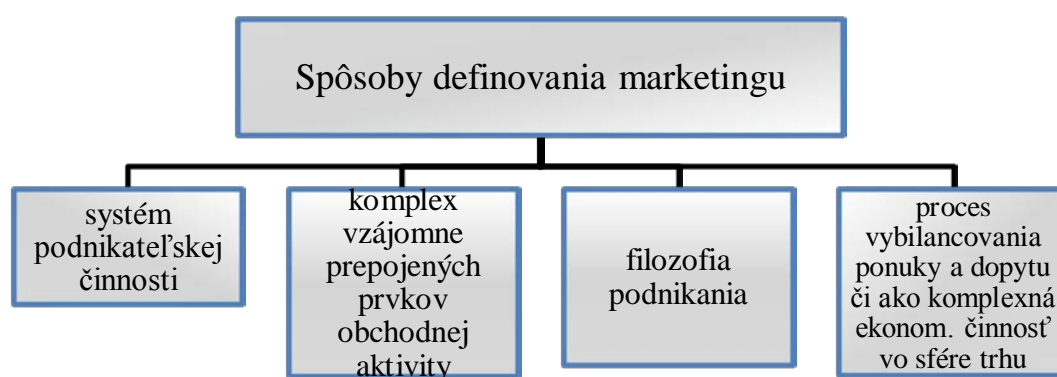 Spôsoby definovania marketingu
systém
podnikateľskej
činnosti
komplex
vzájomne
prepojených
prvkov
obchodnej
aktivity
filozofia
podnikania
proces
vybilancovania
ponuky a dopytu
či ako komplexná
ekonom. činnosť
vo sfére trhu